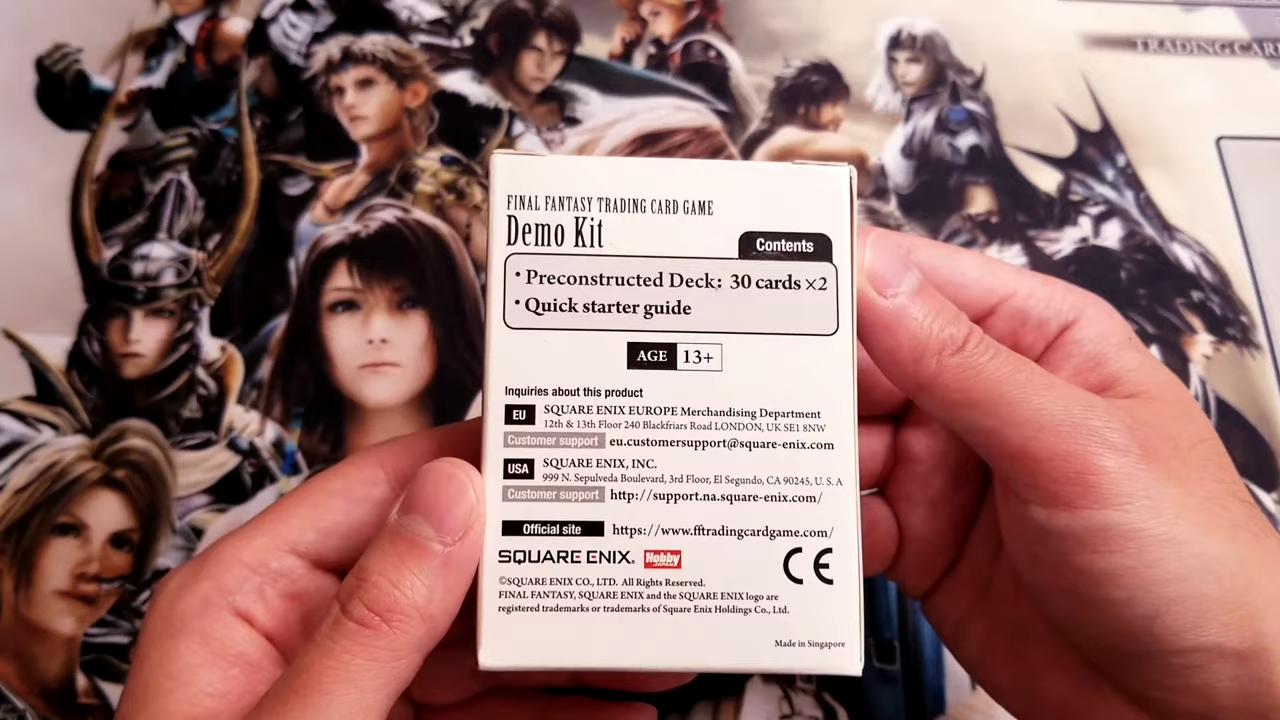 TRADING CAR
FINAL FANTASY TRADING CARD GAME
Demo Kit
Contents
・Preconstructed Deck: 30 cards ×2
・Quick starter guide
AGE 13+
Inquiries about this product
EU SQUARE ENIX EUROPE Merchandising Department
12th & 13th Floor 240 Blackfriars Road LONDON, UK SE1 8NW
Customer support eu.customersupport@square-enix.com
USA SQUARE ENIX, INC.
999 N. Sepulveda Boulevard, 3rd Floor, El Segundo, CA 90245, U. S. A
Customer support http://support.na.square-enix.com/
Official site https://www.fftradingcardgame.com/
SQUARE ENIX. Hobby JAPAN CE
©SQUARE ENIX CO., LTD. All Rights Reserved.
FINAL FANTASY, SQUARE ENIX and the SQUARE ENIX logo are
registered trademarks or trademarks of Square Enix Holdings Co., Ltd.
Made in Singapore